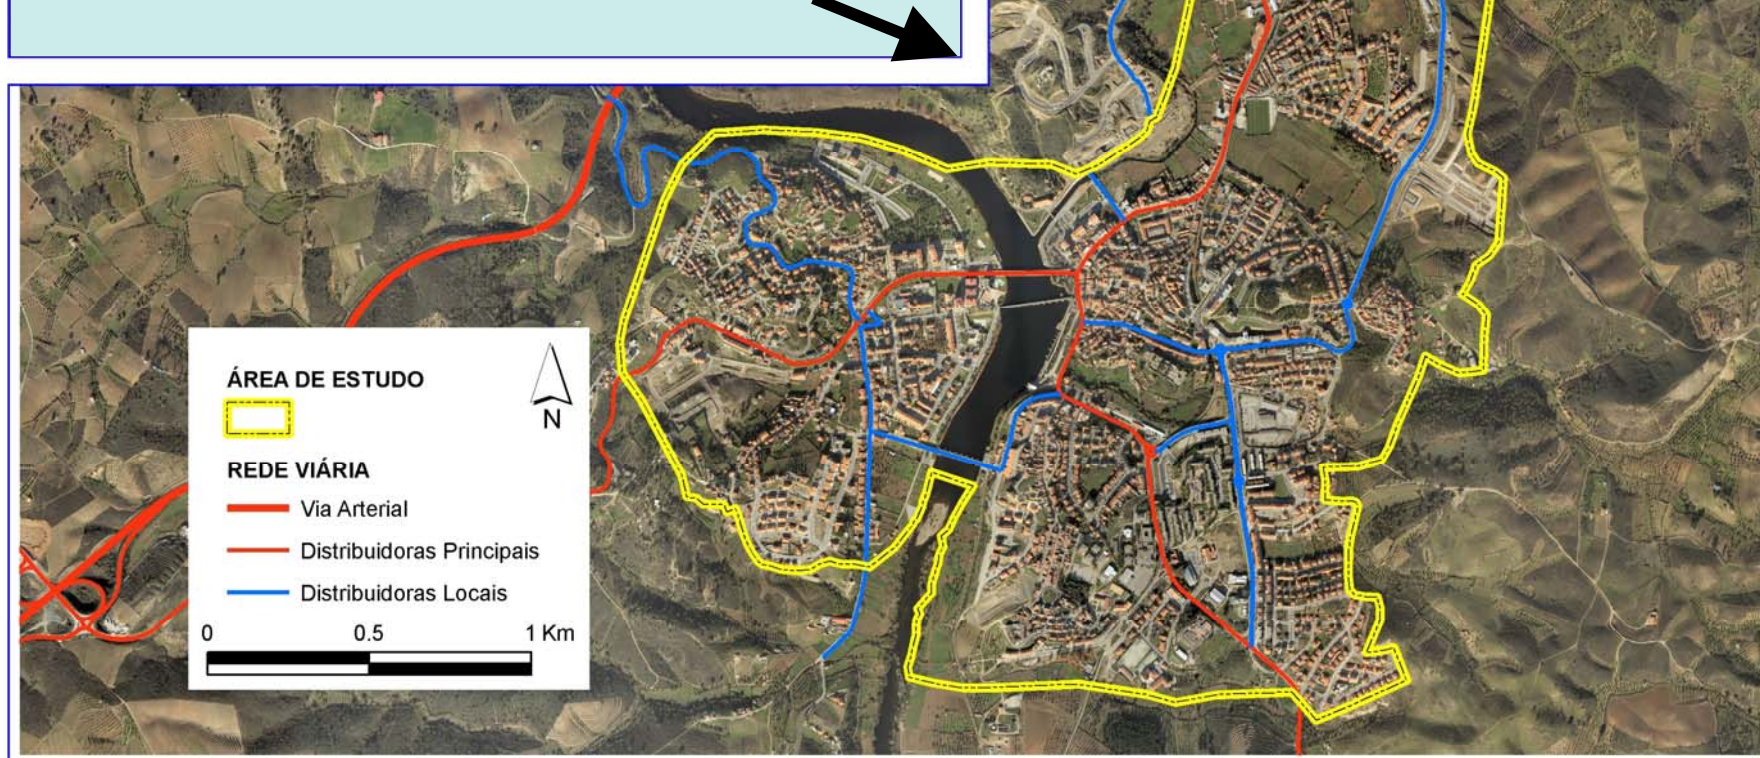 ÁREA DE ESTUDO
N
REDE VIÁRIA
Via Arterial
Distribuidoras Principais
Distribuidoras Locais
0 0.5 1 Km